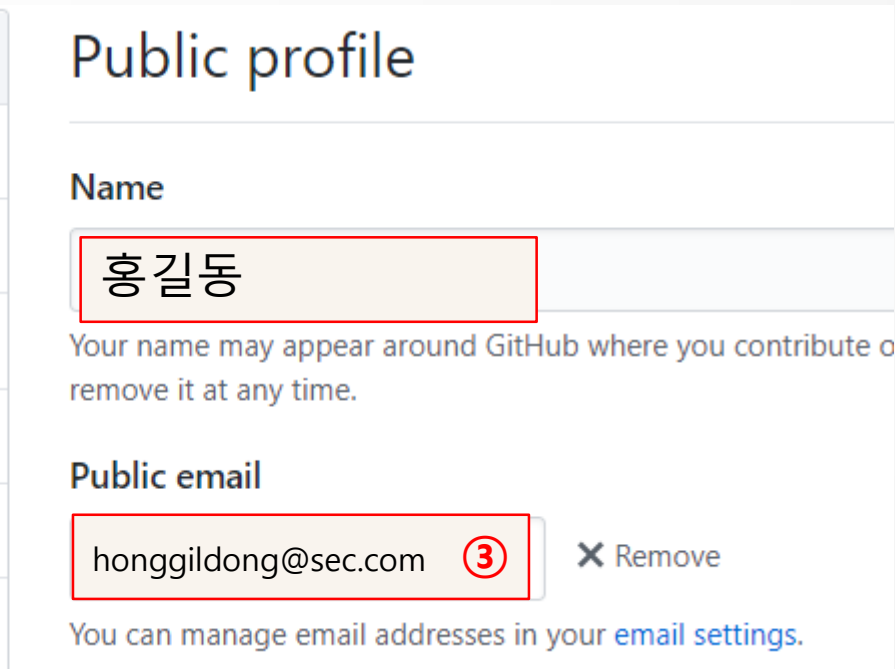 Public profile
Name
홍길동
Your name may appear around GitHub where you contribute
remove it at any time.
Public email
honggildong@sec.com ③
Remove
You can manage email addresses in your email settings.